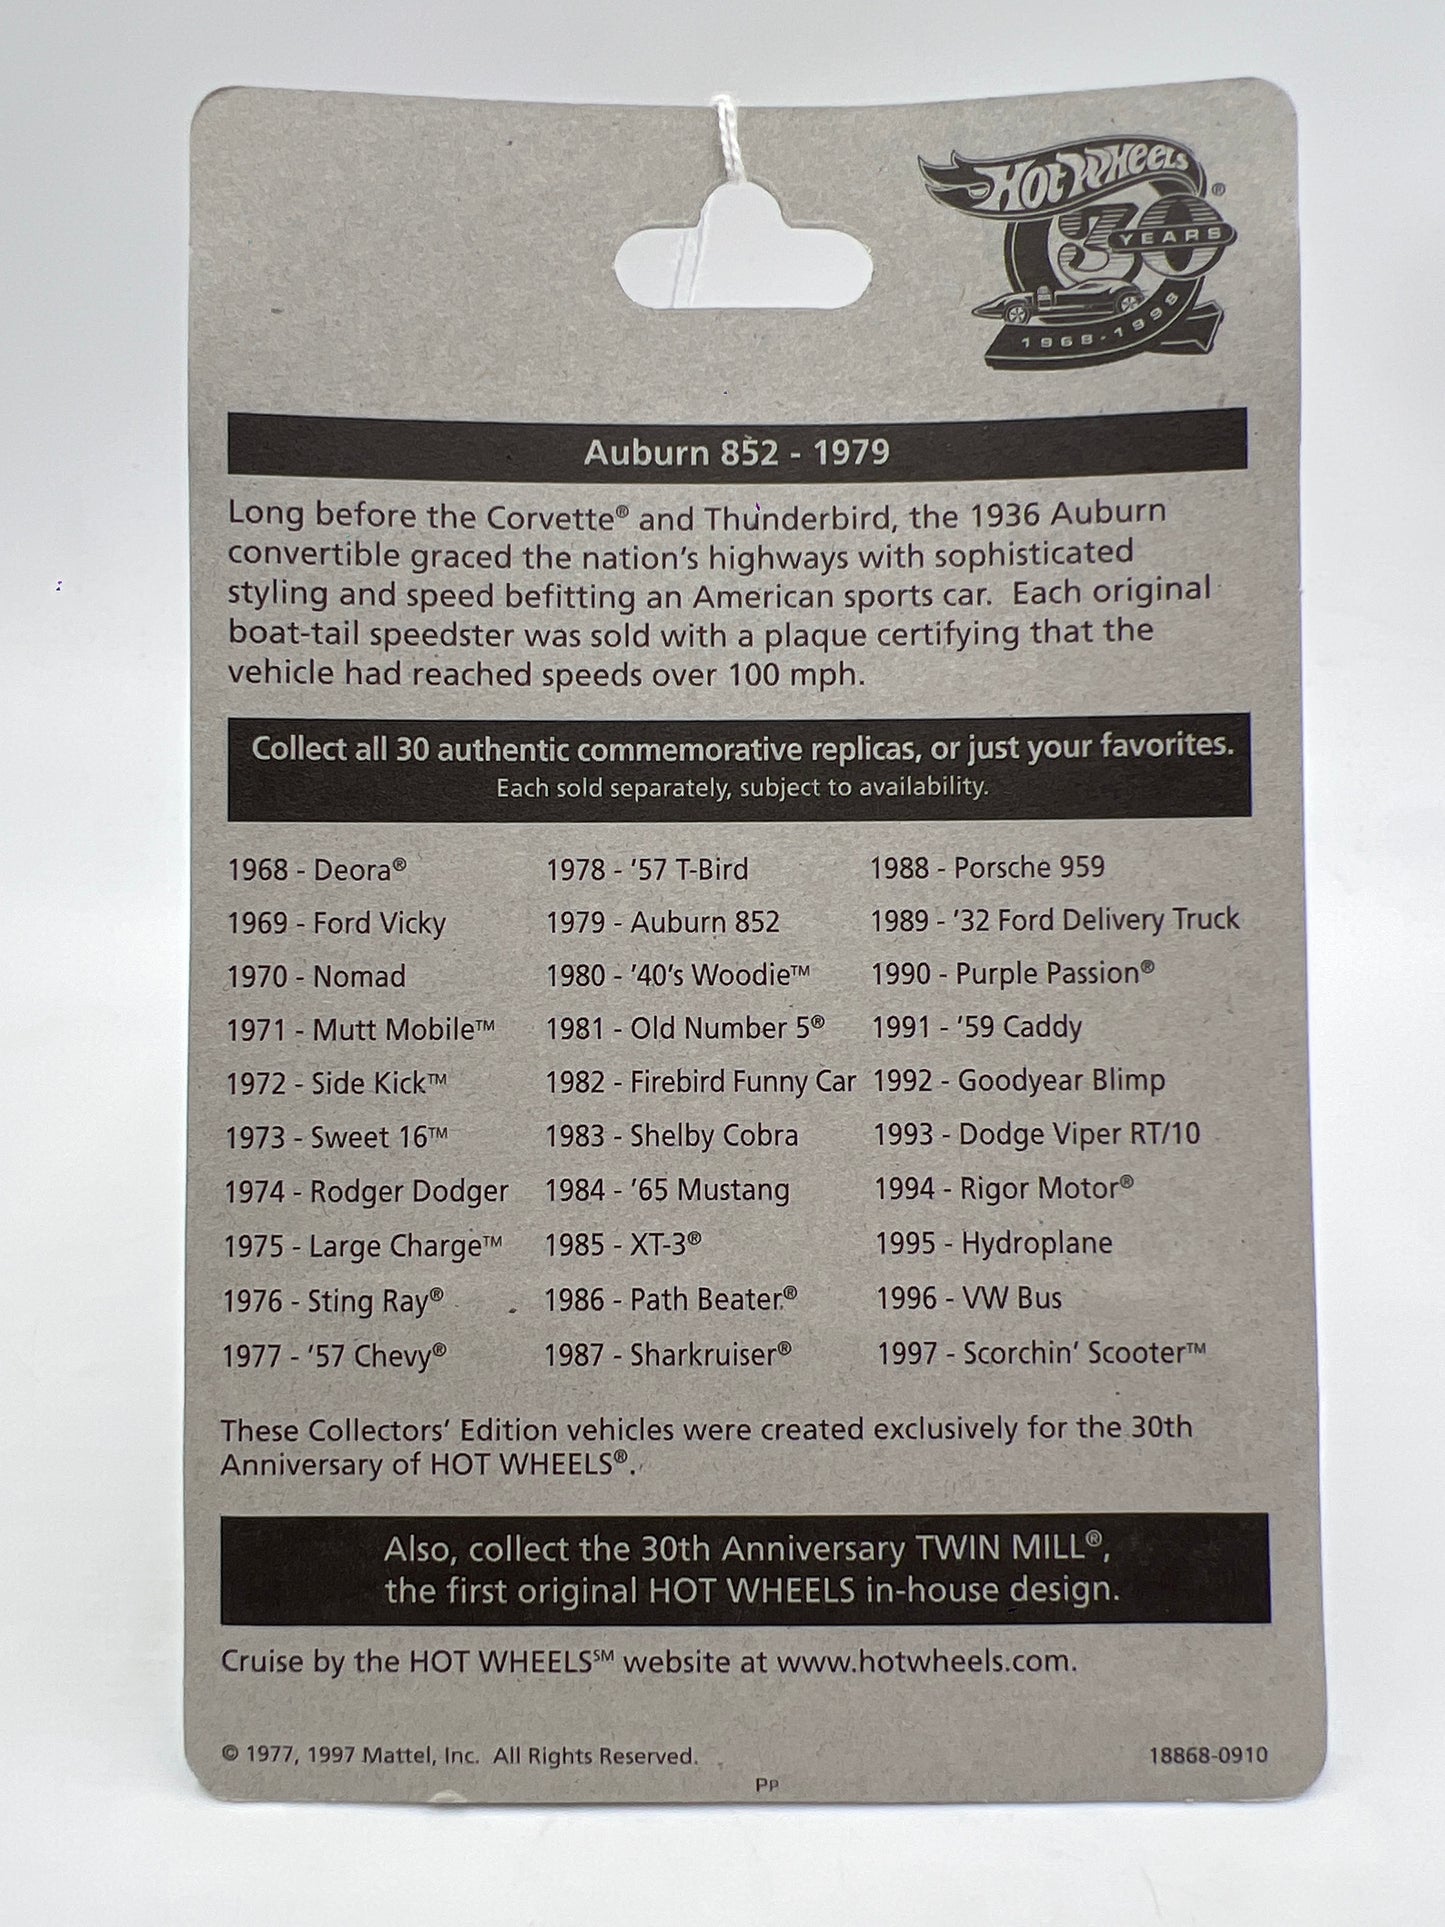 HOT WHEELS®
30 YEARS
1968-1998
Auburn 852 - 1979
Long before the Corvette® and Thunderbird, the 1936 Auburn
convertible graced the nation's highways with sophisticated
styling and speed befitting an American sports car. Each original
boat-tail speedster was sold with a plaque certifying that the
vehicle had reached speeds over 100 mph.
Collect all 30 authentic commemorative replicas, or just your favorites.
Each sold separately, subject to availability.
1968 - Deora®
1969 - Ford Vicky
1970 - Nomad
1971 - Mutt Mobile™
1972 - Side Kick™
1973 - Sweet 16™
1974 - Rodger Dodger
1975 - Large Charge™
1976 - Sting Ray®
1977 - '57 Chevy®
1978 - '57 T-Bird
1979 - Auburn 852
1980 - '40's Woodie™
1981 - Old Number 5®
1982 - Firebird Funny Car
1983 - Shelby Cobra
1984 - '65 Mustang
1985 - XT-3®
1986 - Path Beater®
1987 - Sharkruiser®
1988 - Porsche 959
1989 - '32 Ford Delivery Truck
1990 - Purple Passion®
1991 - '59 Caddy
1992 - Goodyear Blimp
1993 - Dodge Viper RT/10
1994 - Rigor Motor®
1995 - Hydroplane
1996 - VW Bus
1997 - Scorchin' Scooter™
These Collectors' Edition vehicles were created exclusively for the 30th
Anniversary of HOT WHEELS®.
Also, collect the 30th Anniversary TWIN MILL®,
the first original HOT WHEELS in-house design.
Cruise by the HOT WHEELS℠ website at www.hotwheels.com.
© 1977, 1997 Mattel, Inc. All Rights Reserved.
18868-0910
PP